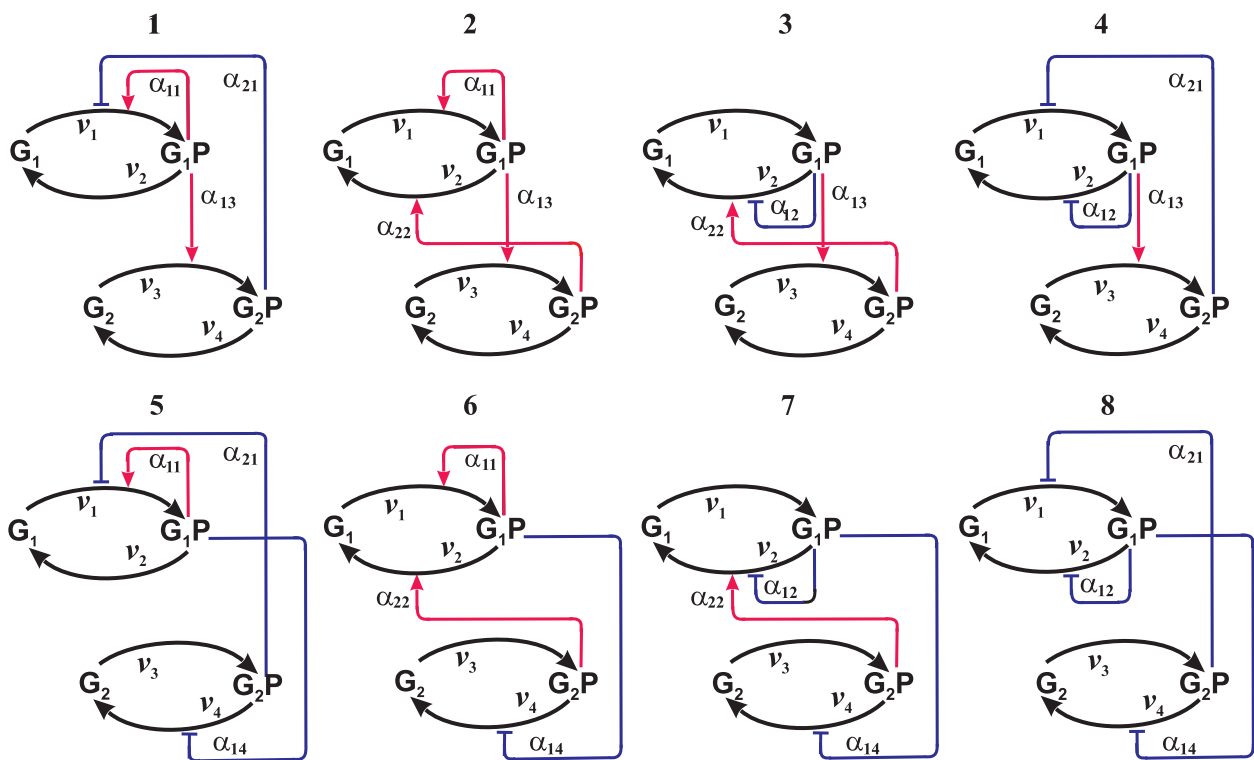 1 2 3 4
α11 α21 α11 α21
v1 v1 v1 v1
G1 G1P G1 G1P G1 G1P G1 G1P
v2 v2 v2 v2
α13 α13 α12 α13 α12 α13
α22 α22
v3 v3 v3 v3
G2 G2P G2 G2P G2 G2P G2 G2P
v4 v4 v4 v4
5 6 7 8
α11 α21 α11 α21
v1 v1 v1 v1
G1 G1P G1 G1P G1 G1P G1 G1P
v2 v2 v2 v2
α22 α22 α12 α12
v3 v3 v3 v3
G2 G2P G2 G2P G2 G2P G2 G2P
v4 v4 v4 v4
α14 α14 α14 α14